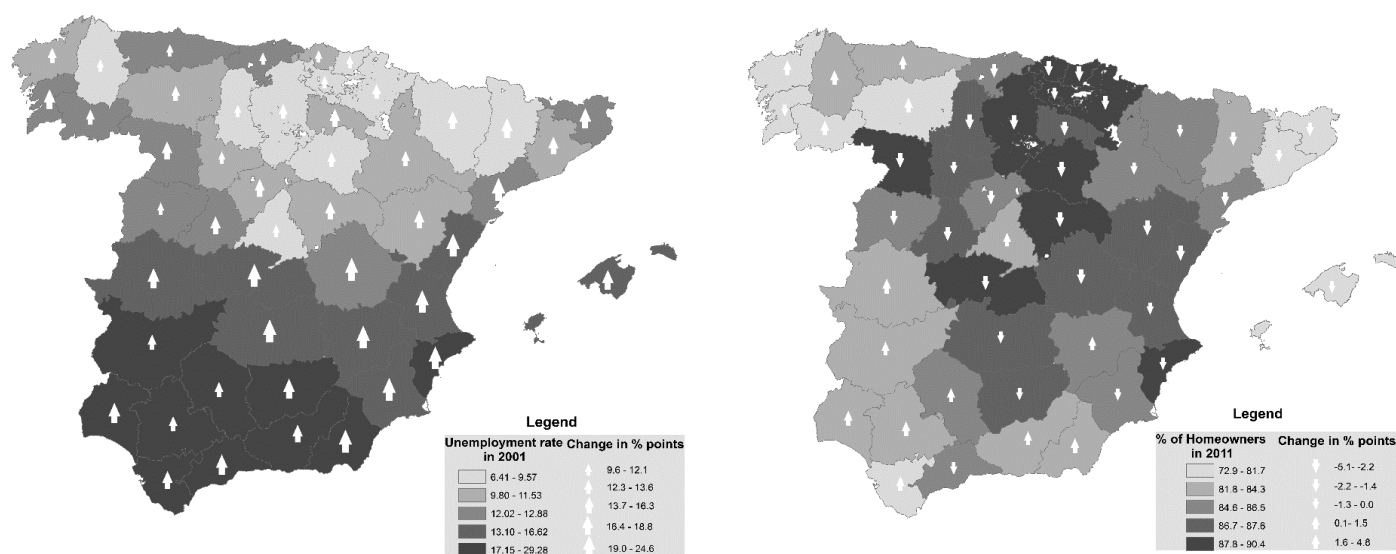 Legend
Unemployment rate in 2001
Change in % points
6.41 - 9.57
9.80 - 11.53
12.02 - 12.88
13.10 - 16.62
17.15 - 29.28
9.6 - 12.1
12.3 - 13.6
13.7 - 16.3
16.4 - 18.8
19.0 - 24.6
Legend
% of Homeowners in 2011
Change in % points
72.9 - 81.7
81.8 - 84.3
84.6 - 86.5
86.7 - 87.6
87.8 - 90.4
-5.1- -2.2
-2.2 - -1.4
-1.3 - 0.0
0.1 - 1.5
1.6 - 4.8